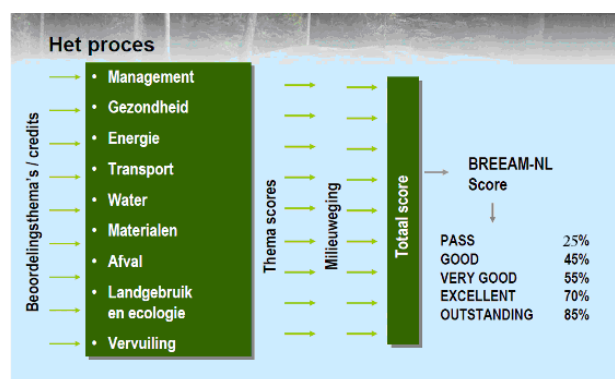 Het proces
Beoordelingsthema's / credits
• Management
• Gezondheid
• Energie
• Transport
• Water
• Materialen
• Afval
• Landgebruik
en ecologie
• Vervuiling
Thema scores
Milieuweging
Totaal score
BREEAM-NL
Score
PASS 25%
GOOD 45%
VERY GOOD 55%
EXCELLENT 70%
OUTSTANDING 85%